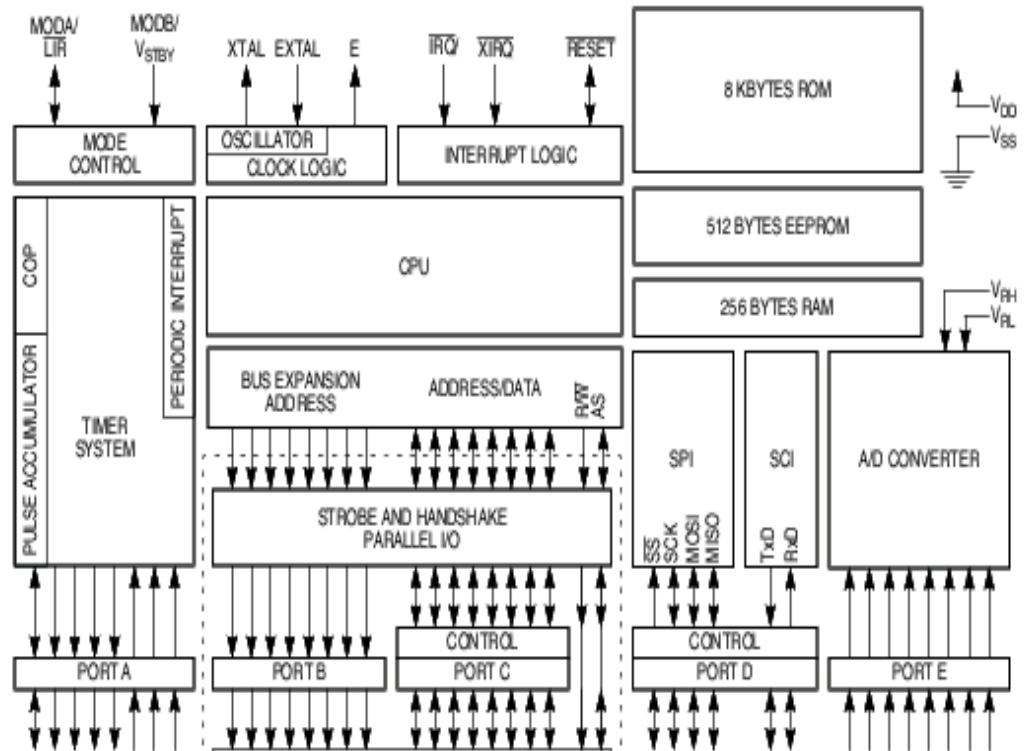 MODA/
LIR
MODB/
VSTBY
XTAL EXTAL E
IRQ/ XIRQ
RESET
8 KBYTES ROM
VDD
VSS
MODE
CONTROL
OSCILLATOR
CLOCK LOGIC
INTERRUPT LOGIC
COP
PERIODIC INTERRUPT
PULSE ACCUMULATOR
TIMER
SYSTEM
CPU
512 BYTES EEPROM
256 BYTES RAM
VRH
VRL
BUS EXPANSION
ADDRESS
ADDRESS/DATA
R/W
AS
STROBE AND HANDSHAKE
PARALLEL I/O
SPI
SS
SCK
MOSI
MISO
SCI
TxD
RxD
A/D CONVERTER
CONTROL
CONTROL
PORT A
PORT B
PORT C
PORT D
PORT E